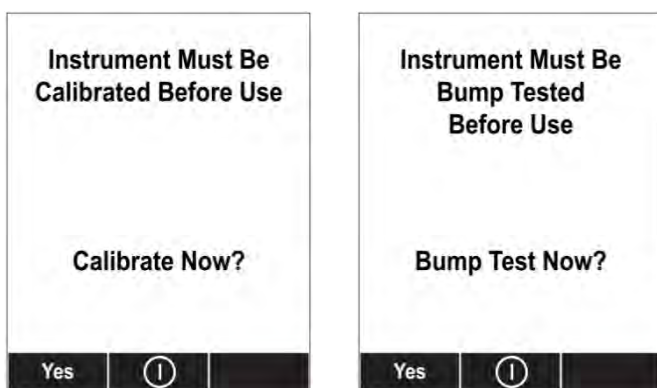 Instrument Must Be
Calibrated Before Use
Calibrate Now?
Yes
Instrument Must Be
Bump Tested
Before Use
Bump Test Now?
Yes